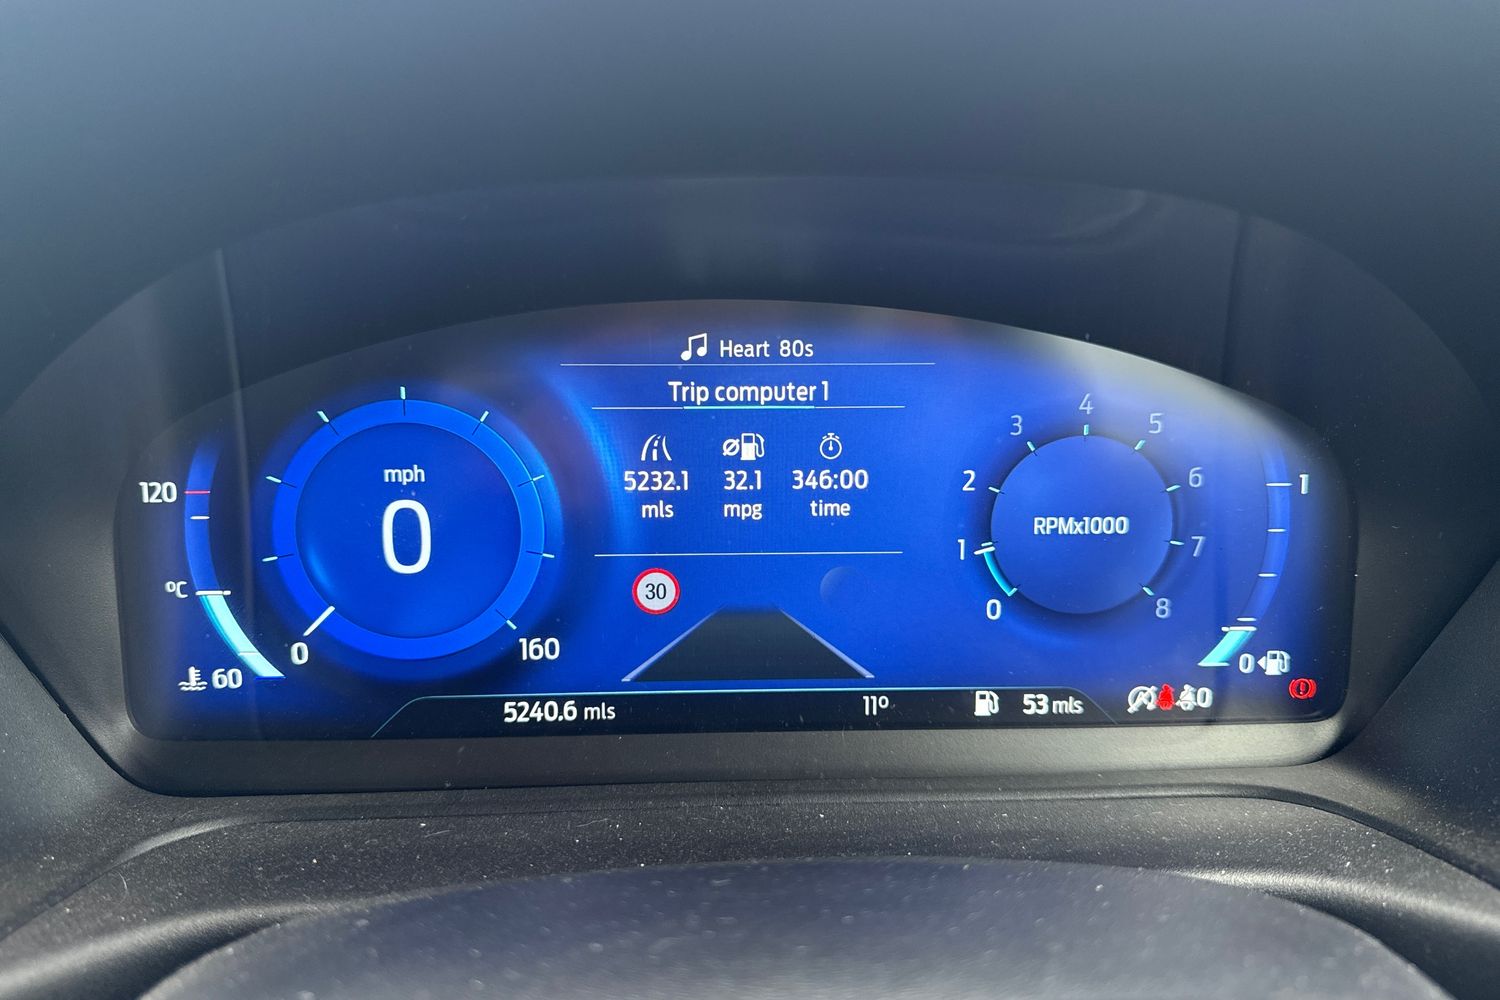 Heart 80s
Trip computer 1
5232.1 32.1 346:00
mls mpg time
30
120
°C
60
mph
0
0
160
0
1
2
3
4
5
6
7
8
RPMx1000
1
0
5240.6 mls
11°
53 mls
0